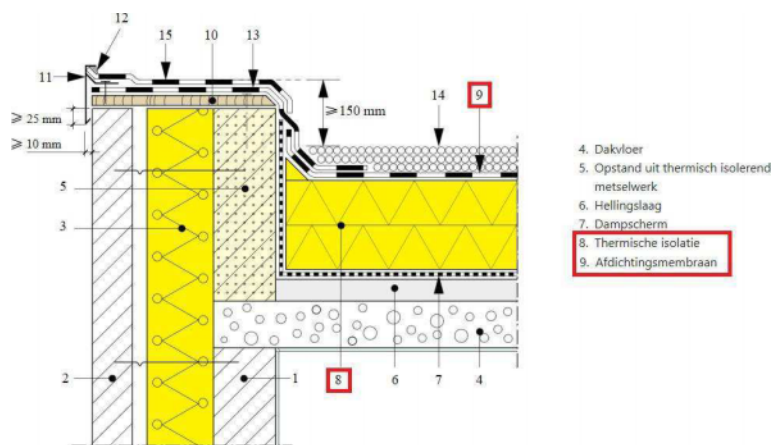 12
15
10
13
11
14
9
≥150 mm
≥ 25 mm
≥ 10 mm
5
3
2
1
8
6
7
4
4. Dakvloer
5. Opstand uit thermisch isolerend
metselwerk
6. Hellingslaag
7. Dampscherm
8. Thermische isolatie
9. Afdichtingsmembraan